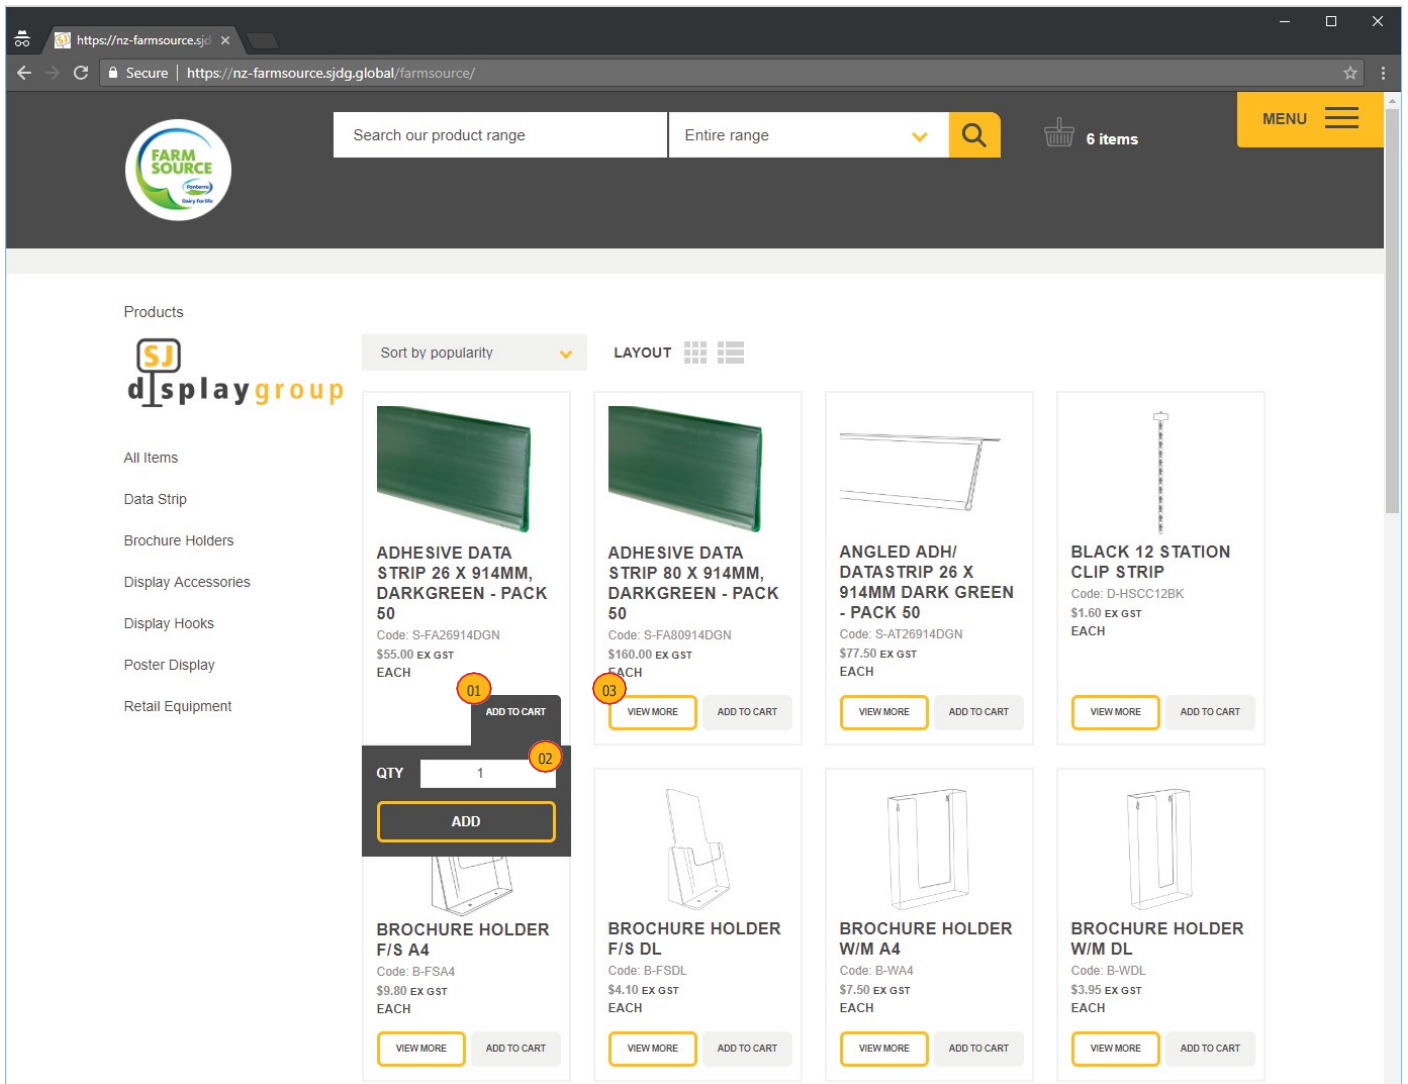 https://nz-farmsource.sjd
Secure | https://nz-farmsource.sjdg.global/farmsource/
FARM
SOURCE
Fonterra
Dairy for life
Search our product range
Entire range
6 items
MENU
Products
SJ
displaygroup
Sort by popularity
LAYOUT
All Items
Data Strip
Brochure Holders
Display Accessories
Display Hooks
Poster Display
Retail Equipment
ADHESIVE DATA
STRIP 26 X 914MM,
DARKGREEN - PACK
50
Code: S-FA26914DGN
$55.00 EX GST
EACH
01
ADD TO CART
02
QTY
1
ADD
ADHESIVE DATA
STRIP 80 X 914MM,
DARKGREEN - PACK
50
Code: S-FA80914DGN
$160.00 EX GST
EACH
03
VIEW MORE
ADD TO CART
ANGLED ADH/
DATASTRIP 26 X
914MM DARK GREEN
- PACK 50
Code: S-AT26914DGN
$77.50 EX GST
EACH
VIEW MORE
ADD TO CART
BLACK 12 STATION
CLIP STRIP
Code: D-HSCC12BK
$1.60 EX GST
EACH
VIEW MORE
ADD TO CART
BROCHURE HOLDER
F/S A4
Code: B-FSA4
$9.80 EX GST
EACH
VIEW MORE
ADD TO CART
BROCHURE HOLDER
F/S DL
Code: B-FSDL
$4.10 EX GST
EACH
VIEW MORE
ADD TO CART
BROCHURE HOLDER
W/M A4
Code: B-WA4
$7.50 EX GST
EACH
VIEW MORE
ADD TO CART
BROCHURE HOLDER
W/M DL
Code: B-WDL
$3.95 EX GST
EACH
VIEW MORE
ADD TO CART